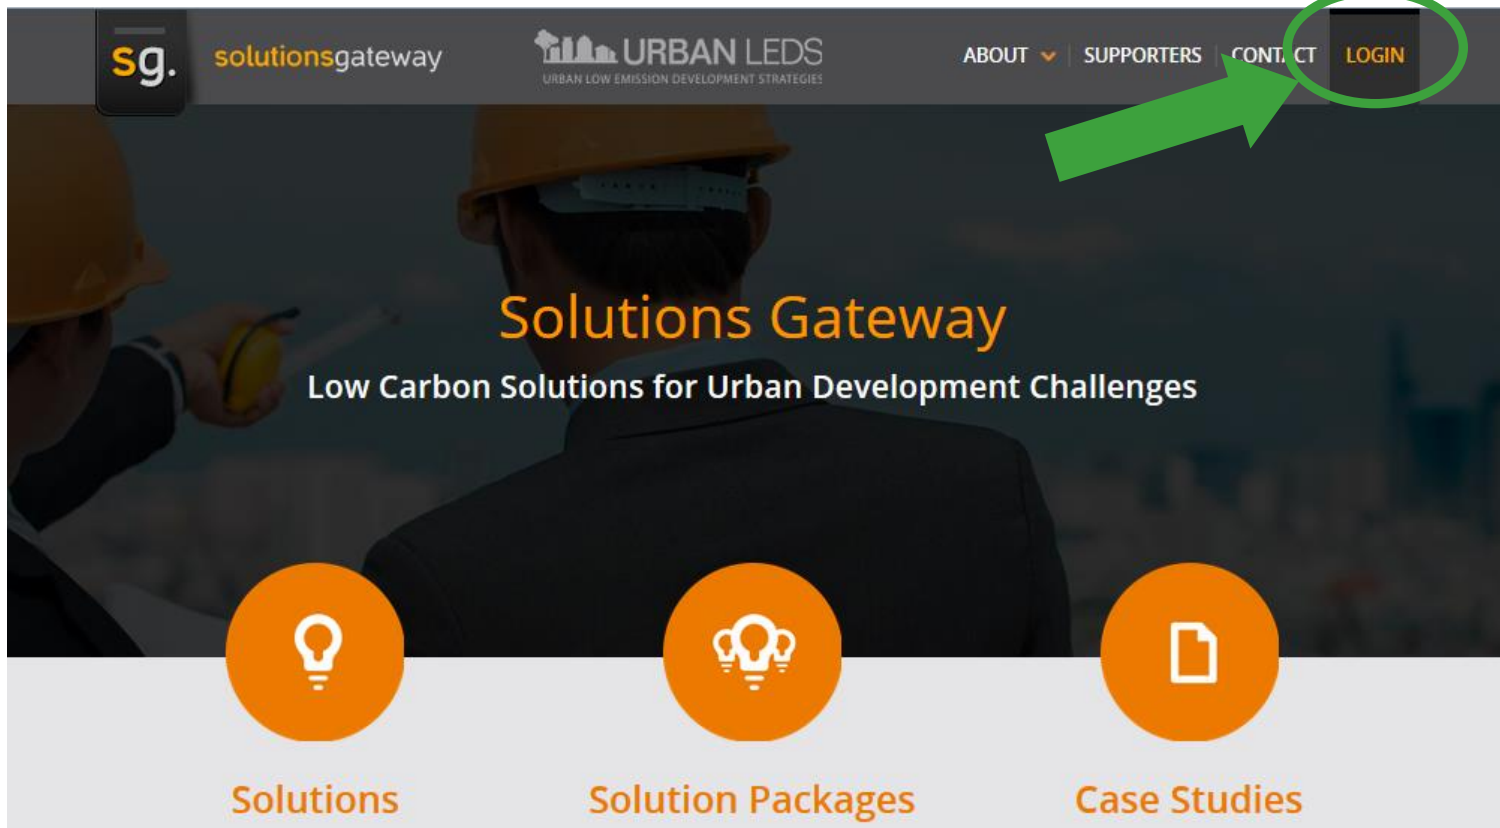 sg.
solutionsgateway
URBAN LEDS
URBAN LOW EMISSION DEVELOPMENT STRATEGIES
ABOUT
SUPPORTERS
CONTACT
LOGIN
Solutions Gateway
Low Carbon Solutions for Urban Development Challenges
Solutions
Solution Packages
Case Studies